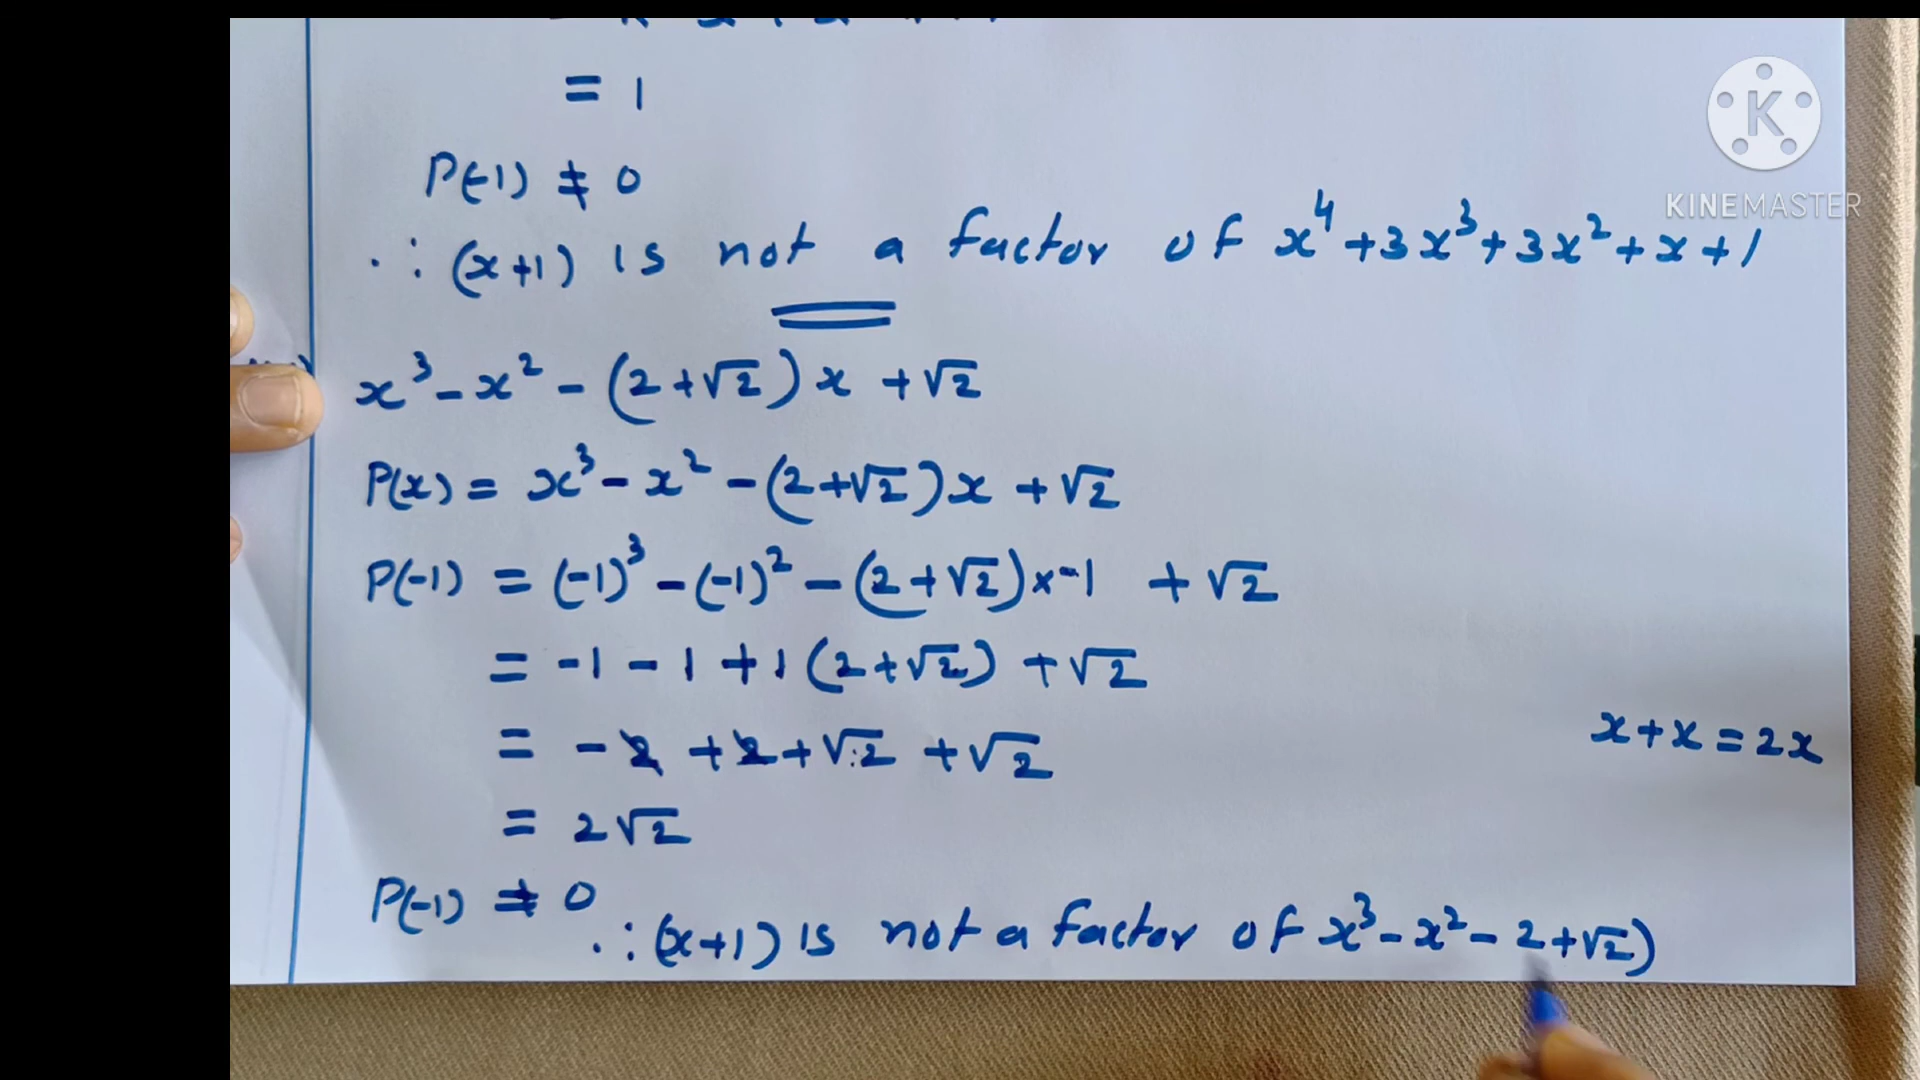 = 1
P(-1) ≠ 0
∴ (x+1) is not a factor of x⁴+3x³+3x²+x+1
x³-x²-(2+√2)x+√2
P(x) = x³-x²-(2+√2)x+√2
P(-1) = (-1)³-(-1)²-(2+√2)x-1 +√2
= -1-1+1(2+√2)+√2
= -2+2+√2+√2
x+x=2x
= 2√2
P(-1) ≠ 0
∴ (x+1) is not a factor of x³-x²-2+√2)
K
KINEMASTER